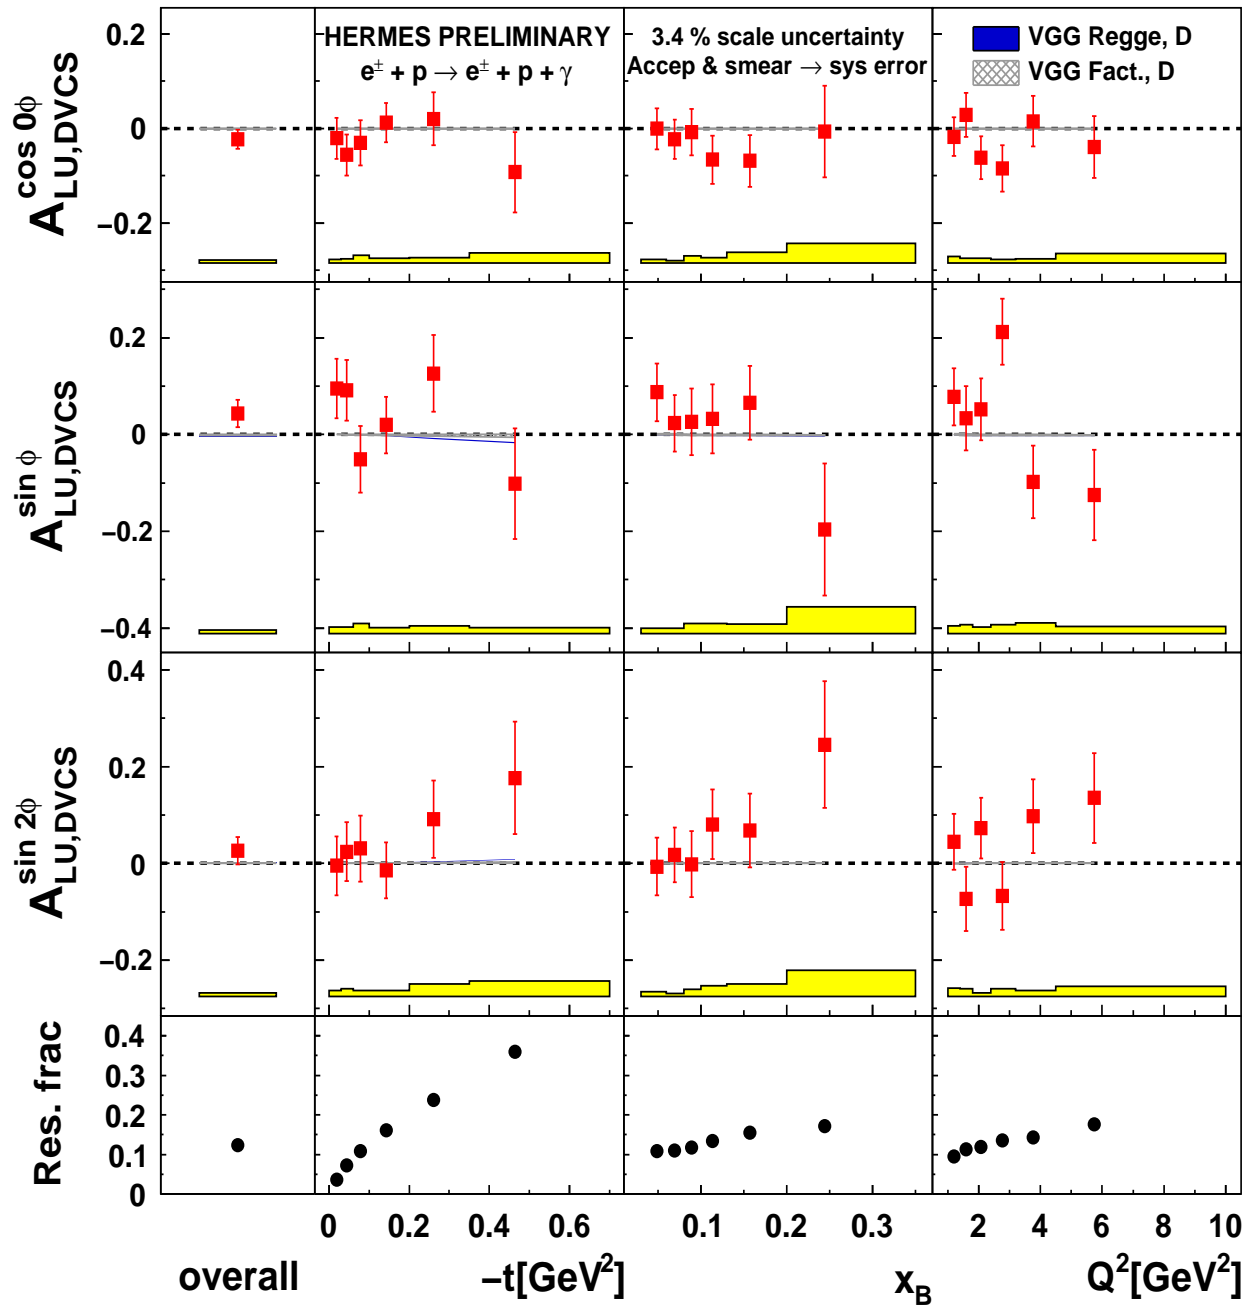 HERMES PRELIMINARY
e± + p → e± + p + γ
3.4 % scale uncertainty
Accep & smear → sys error
VGG Regge, D
VGG Fact., D
A_LU,DVCS^cos 0ϕ
0.2
0
−0.2
A_LU,DVCS^sin ϕ
0.2
0
−0.2
−0.4
A_LU,DVCS^sin 2ϕ
0.4
0.2
0
−0.2
Res. frac
0.4
0.3
0.2
0.1
0
0 0.2 0.4 0.6
0.1 0.2 0.3
2 4 6 8 10
overall
−t[GeV²]
x_B
Q²[GeV²]